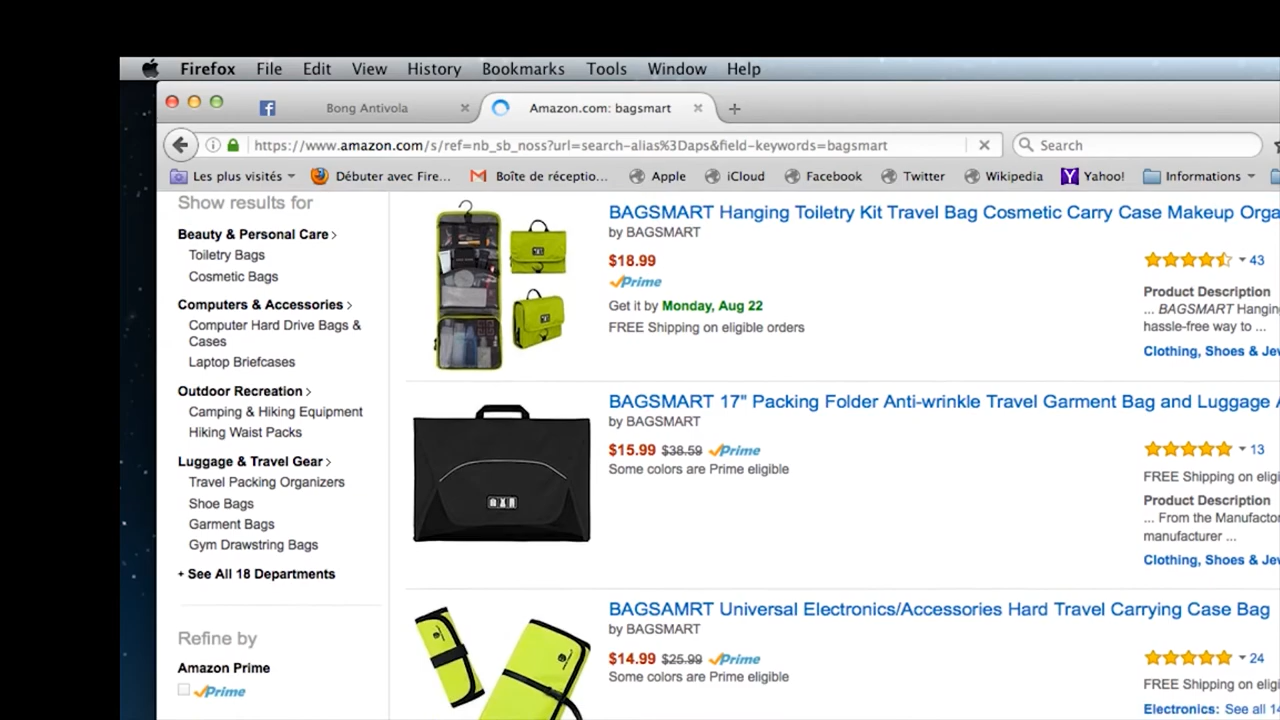 Firefox File Edit View History Bookmarks Tools Window Help
Bong Antivola
Amazon.com: bagsmart
https://www.amazon.com/s/ref=nb_sb_noss?url=search-alias%3Daps&field-keywords=bagsmart
Search
Les plus visités
Débuter avec Fire...
Boîte de réceptio...
Apple
iCloud
Facebook
Twitter
Wikipedia
Yahoo!
Informations
Show results for
Beauty & Personal Care
Toiletry Bags
Cosmetic Bags
Computers & Accessories
Computer Hard Drive Bags &
Cases
Laptop Briefcases
Outdoor Recreation
Camping & Hiking Equipment
Hiking Waist Packs
Luggage & Travel Gear
Travel Packing Organizers
Shoe Bags
Garment Bags
Gym Drawstring Bags
+ See All 18 Departments
Refine by
Amazon Prime
Prime
BAGSMART Hanging Toiletry Kit Travel Bag Cosmetic Carry Case Makeup Orga
by BAGSMART
$18.99
Prime
Get it by Monday, Aug 22
FREE Shipping on eligible orders
43
Product Description
... BAGSMART Hanging
hassle-free way to ...
Clothing, Shoes & Je
BAGSMART 17" Packing Folder Anti-wrinkle Travel Garment Bag and Luggage
by BAGSMART
$15.99 $38.59 Prime
Some colors are Prime eligible
13
FREE Shipping on eligi
Product Description
... From the Manufactor
manufacturer ...
Clothing, Shoes & Je
BAGSAMRT Universal Electronics/Accessories Hard Travel Carrying Case Bag
by BAGSMART
$14.99 $25.99 Prime
Some colors are Prime eligible
24
FREE Shipping on eligi
Electronics: See all 14